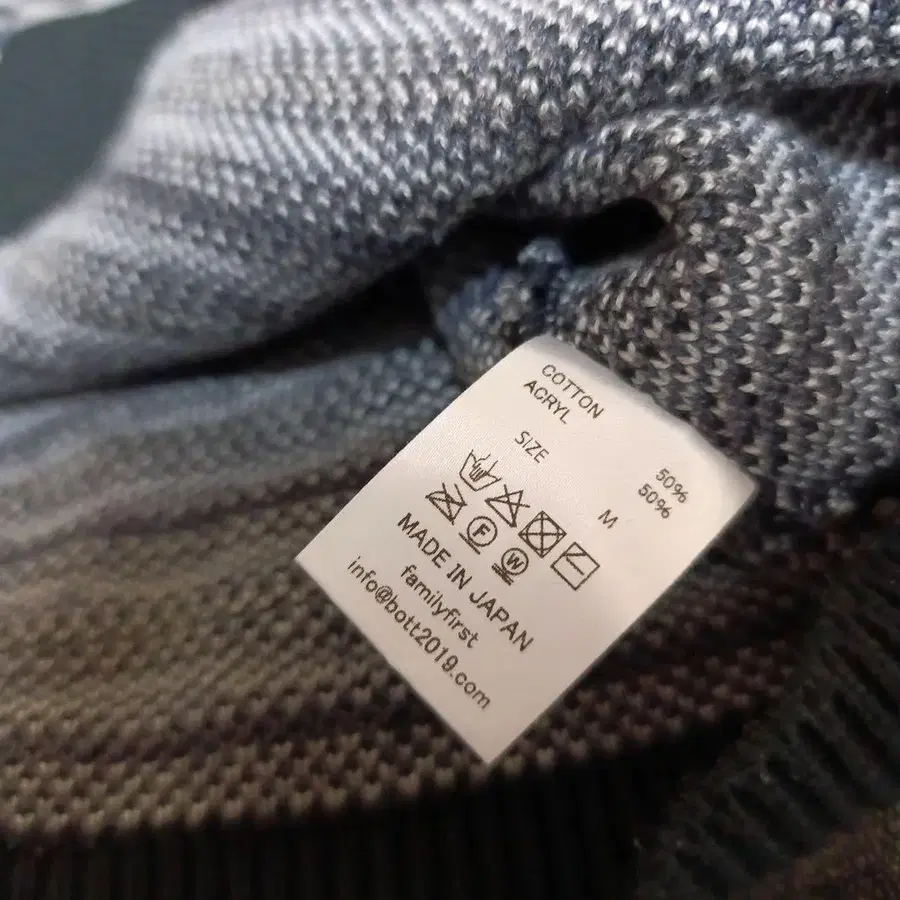 COTTON 50%
ACRYL 50%
SIZE M
F W
MADE IN JAPAN
familyfirst
info@bott2019.com